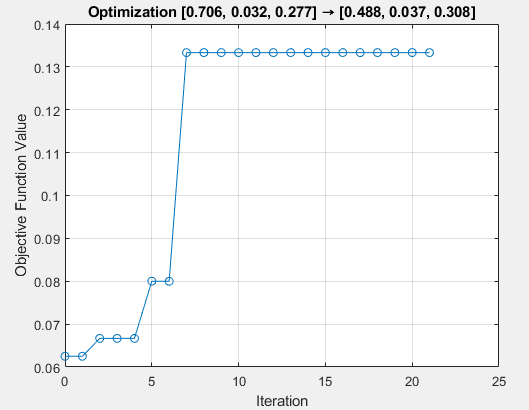 Optimization [0.706, 0.032, 0.277] → [0.488, 0.037, 0.308]
0.14
0.13
0.12
0.11
0.1
0.09
0.08
0.07
0.06
Objective Function Value
0 5 10 15 20 25
Iteration